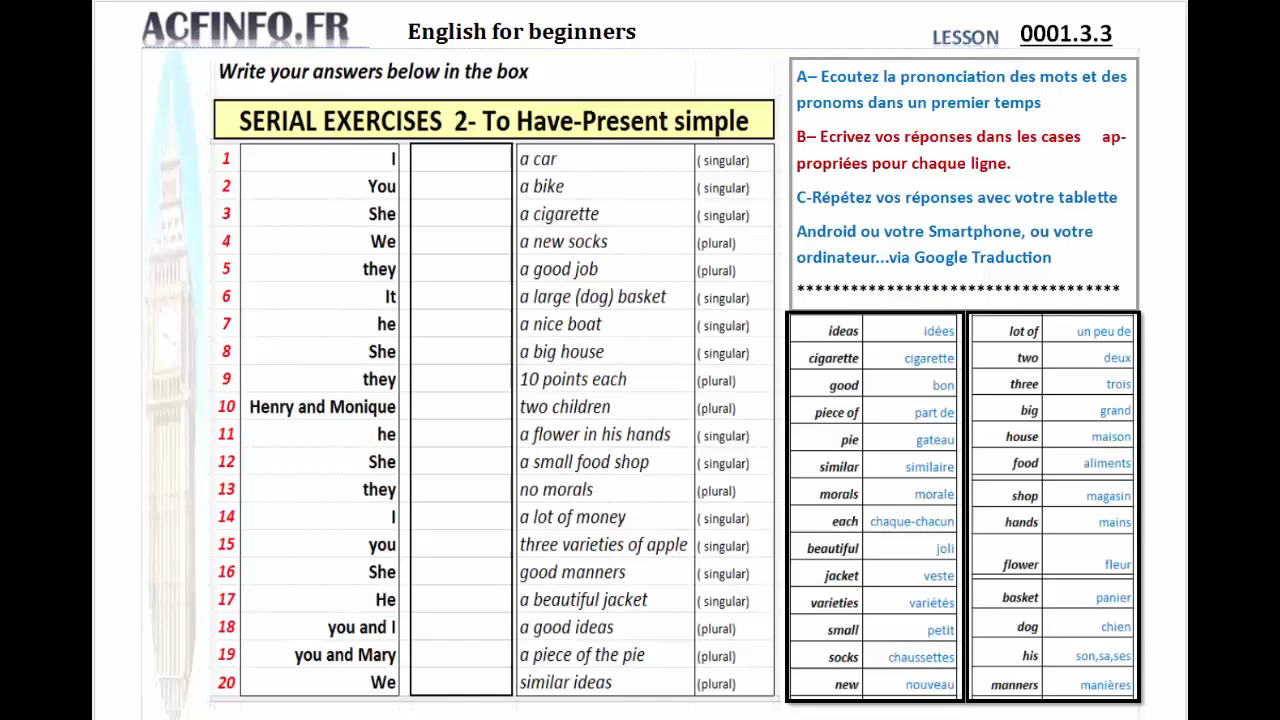 ACFINFO.FR English for beginners LESSON 0001.3.3
Write your answers below in the box
SERIAL EXERCISES 2- To Have-Present simple
1 I a car ( singular)
2 You a bike ( singular)
3 She a cigarette ( singular)
4 We a new socks (plural)
5 they a good job (plural)
6 It a large (dog) basket ( singular)
7 he a nice boat ( singular)
8 She a big house ( singular)
9 they 10 points each (plural)
10 Henry and Monique two children (plural)
11 he a flower in his hands ( singular)
12 She a small food shop ( singular)
13 they no morals (plural)
14 I a lot of money ( singular)
15 you three varieties of apple ( singular)
16 She good manners ( singular)
17 He a beautiful jacket ( singular)
18 you and I a good ideas (plural)
19 you and Mary a piece of the pie (plural)
20 We similar ideas (plural)
A– Ecoutez la prononciation des mots et des
pronoms dans un premier temps
B– Ecrivez vos réponses dans les cases ap-
propriées pour chaque ligne.
C-Répétez vos réponses avec votre tablette
Android ou votre Smartphone, ou votre
ordinateur...via Google Traduction
************************************
ideas idées
cigarette cigarette
good bon
piece of part de
pie gateau
similar similaire
morals morale
each chaque-chacun
beautiful joli
jacket veste
varieties variétés
small petit
socks chaussettes
new nouveau
lot of un peu de
two deux
three trois
big grand
house maison
food aliments
shop magasin
hands mains
flower fleur
basket panier
dog chien
his son,sa,ses
manners manières